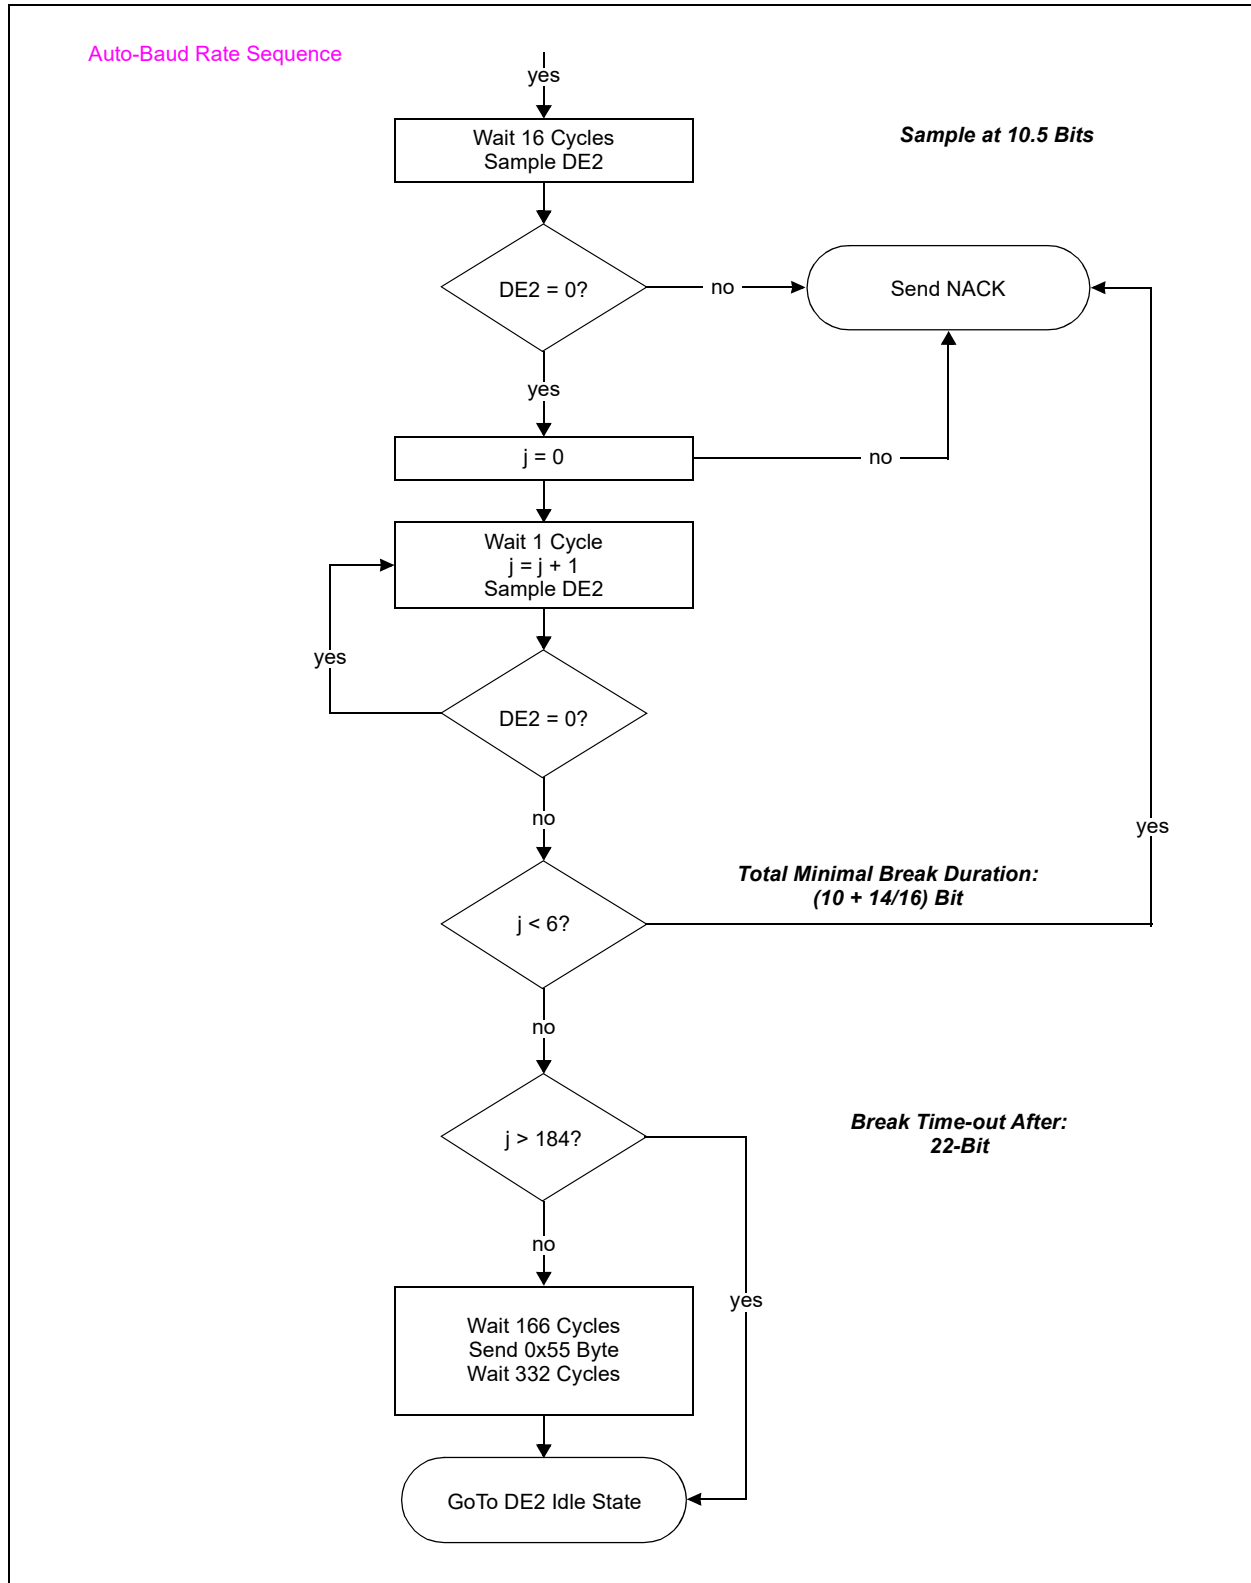 Auto-Baud Rate Sequence
yes
Wait 16 Cycles
Sample DE2
Sample at 10.5 Bits
DE2 = 0?
no
Send NACK
yes
j = 0
no
Wait 1 Cycle
j = j + 1
Sample DE2
yes
DE2 = 0?
no
yes
Total Minimal Break Duration:
(10 + 14/16) Bit
j < 6?
no
j > 184?
Break Time-out After:
22-Bit
no
yes
Wait 166 Cycles
Send 0x55 Byte
Wait 332 Cycles
GoTo DE2 Idle State